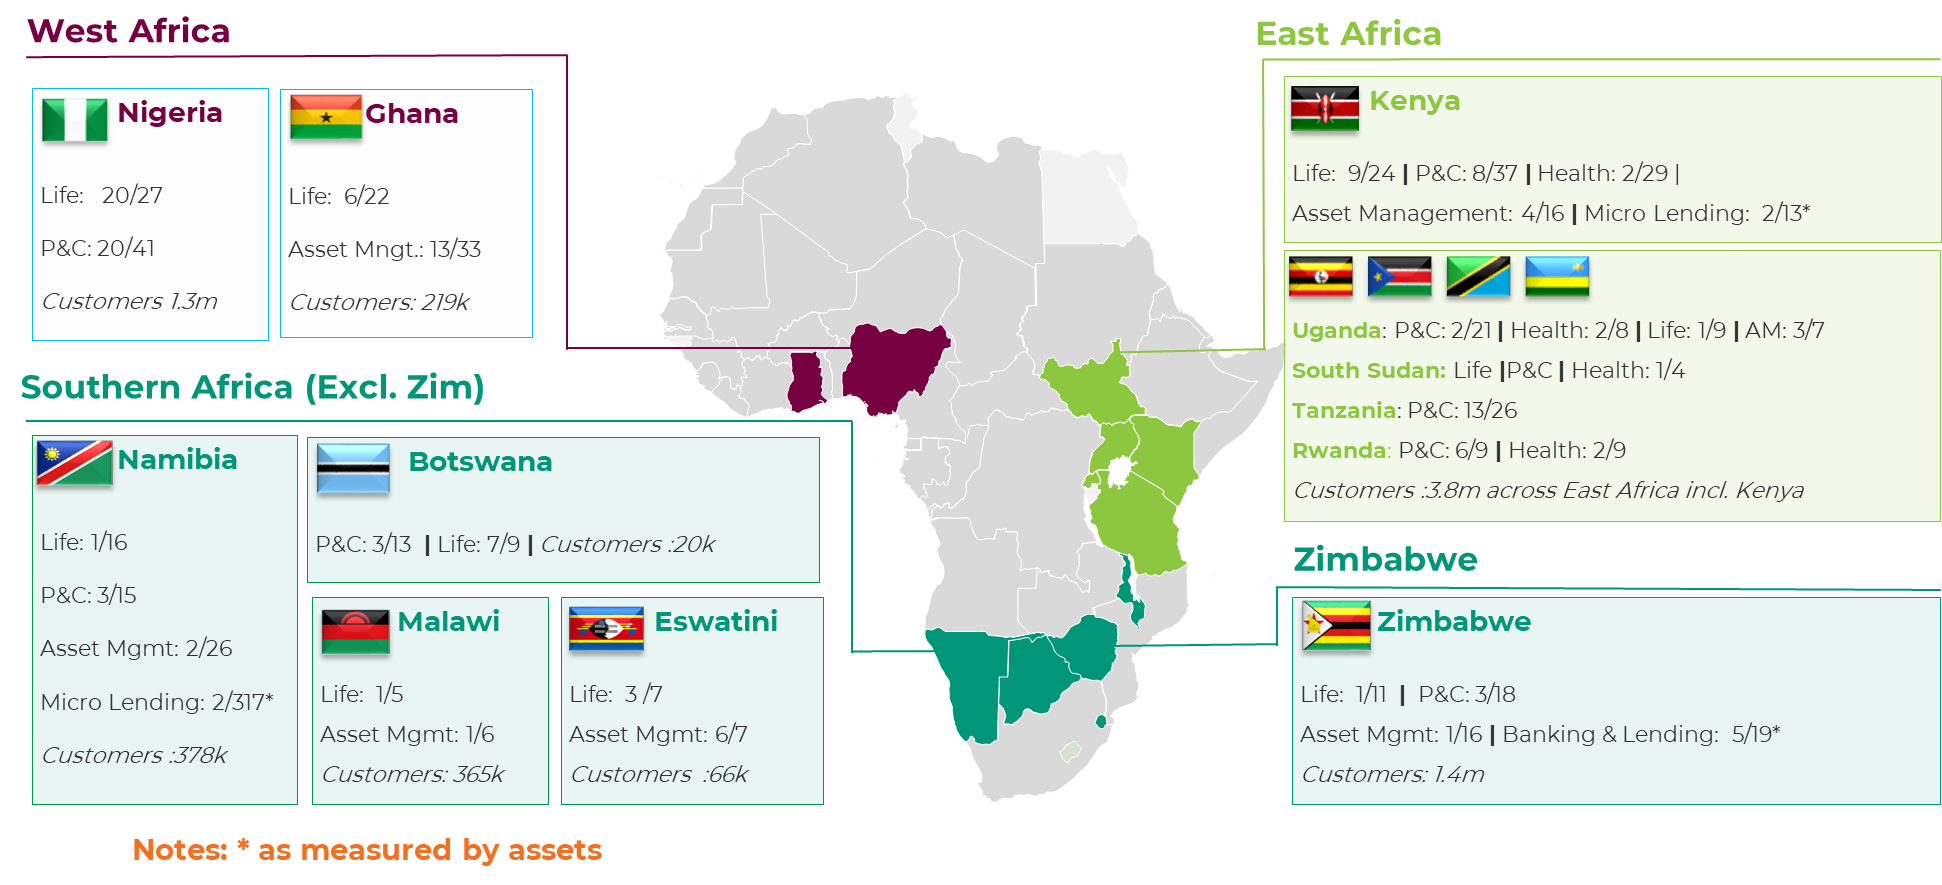 West Africa
Nigeria
Life: 20/27
P&C: 20/41
Customers 1.3m
Ghana
Life: 6/22
Asset Mngt.: 13/33
Customers: 219k
Southern Africa (Excl. Zim)
Namibia
Life: 1/16
P&C: 3/15
Asset Mgmt: 2/26
Micro Lending: 2/317*
Customers :378k
Botswana
P&C: 3/13 | Life: 7/9 | Customers :20k
Malawi
Life: 1/5
Asset Mgmt: 1/6
Customers: 365k
Eswatini
Life: 3 /7
Asset Mgmt: 6/7
Customers :66k
East Africa
Kenya
Life: 9/24 | P&C: 8/37 | Health: 2/29 |
Asset Management: 4/16 | Micro Lending: 2/13*
Uganda: P&C: 2/21 | Health: 2/8 | Life: 1/9 | AM: 3/7
South Sudan: Life |P&C | Health: 1/4
Tanzania: P&C: 13/26
Rwanda: P&C: 6/9 | Health: 2/9
Customers :3.8m across East Africa incl. Kenya
Zimbabwe
Zimbabwe
Life: 1/11 | P&C: 3/18
Asset Mgmt: 1/16 | Banking & Lending: 5/19*
Customers: 1.4m
Notes: * as measured by assets